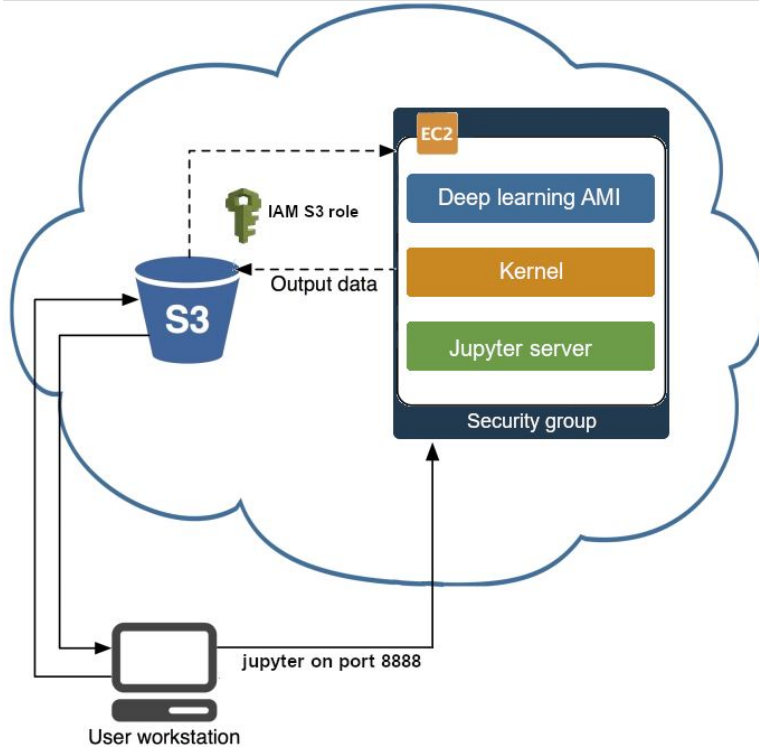 EC2
Deep learning AMI
IAM S3 role
Kernel
Output data
S3
Jupyter server
Security group
jupyter on port 8888
User workstation